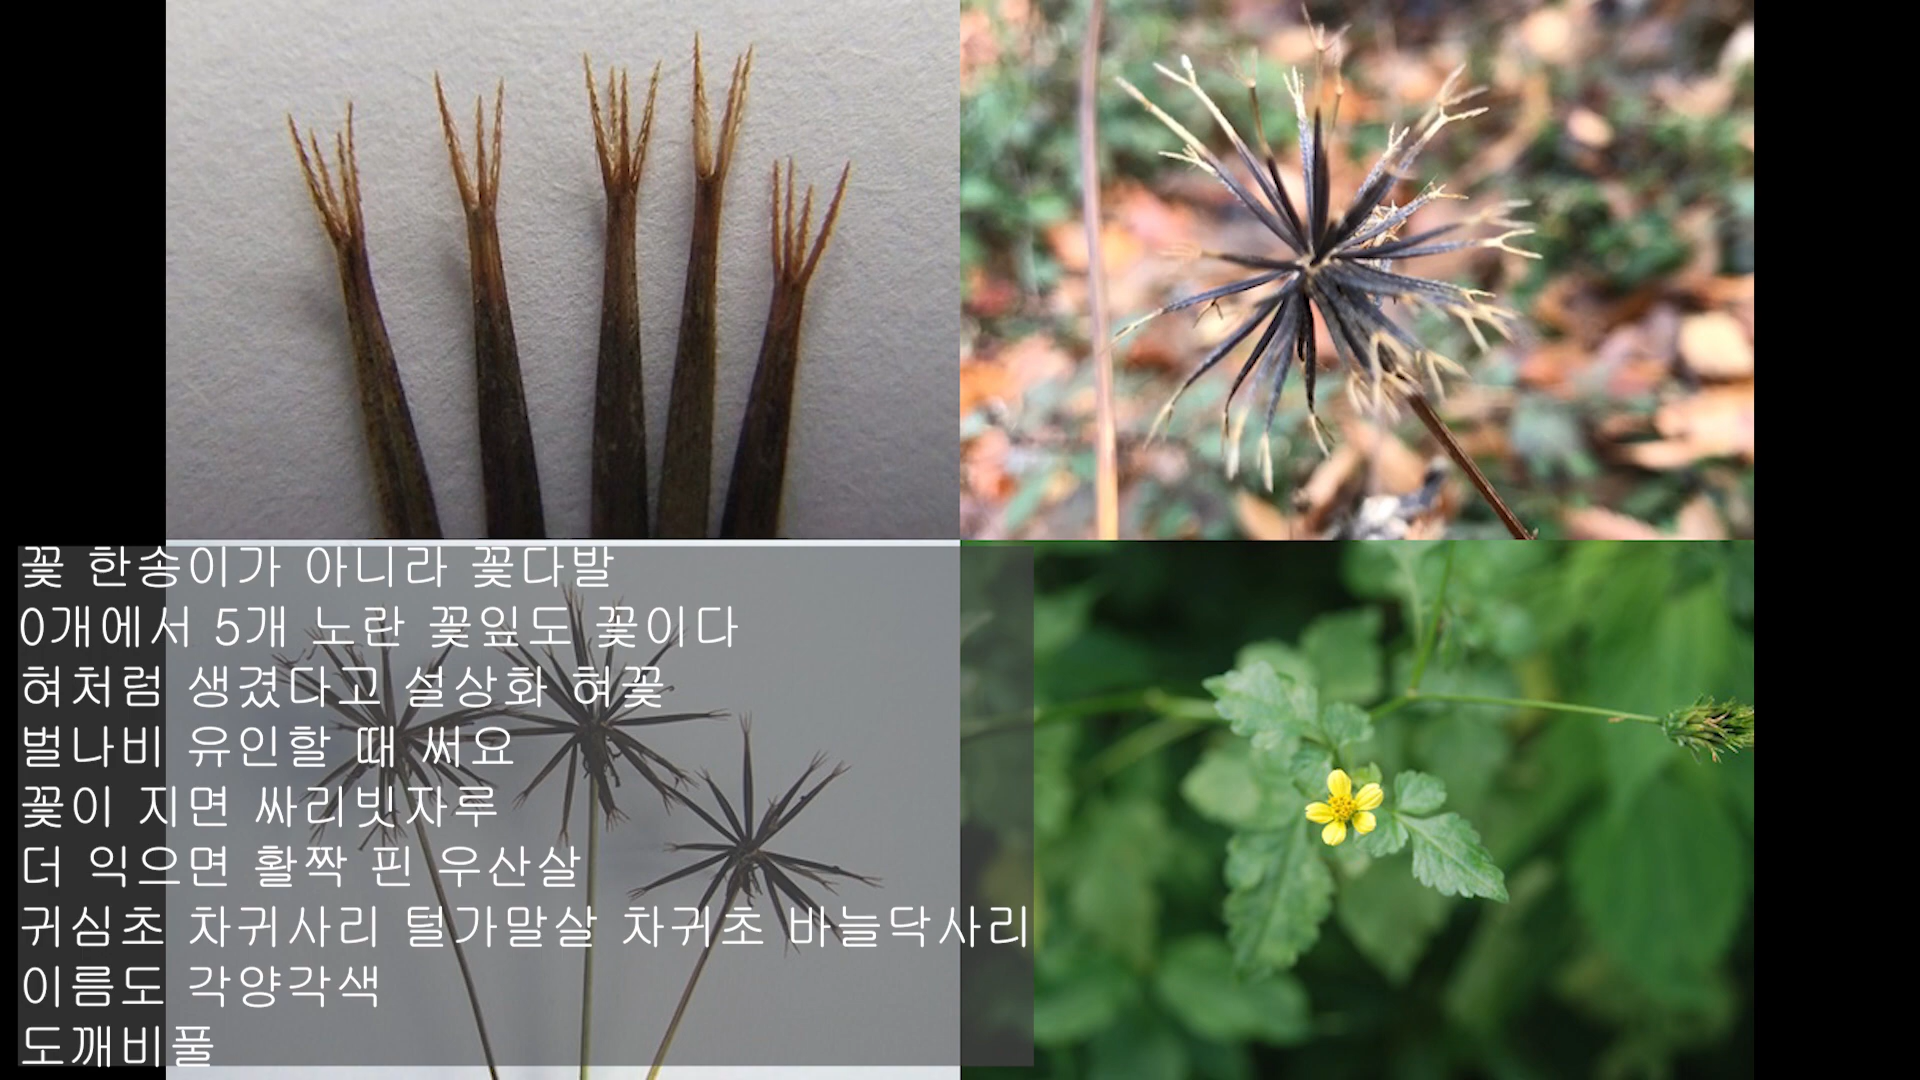 꽃 한송이가 아니라 꽃다발
0개에서 5개 노란 꽃잎도 꽃이다
혀처럼 생겼다고 설상화 혀꽃
벌나비 유인할 때 써요
꽃이 지면 싸리빗자루
더 익으면 활짝 핀 우산살
귀심초 차귀사리 털가말살 차귀초 바늘닥사리
이름도 각양각색
도깨비풀